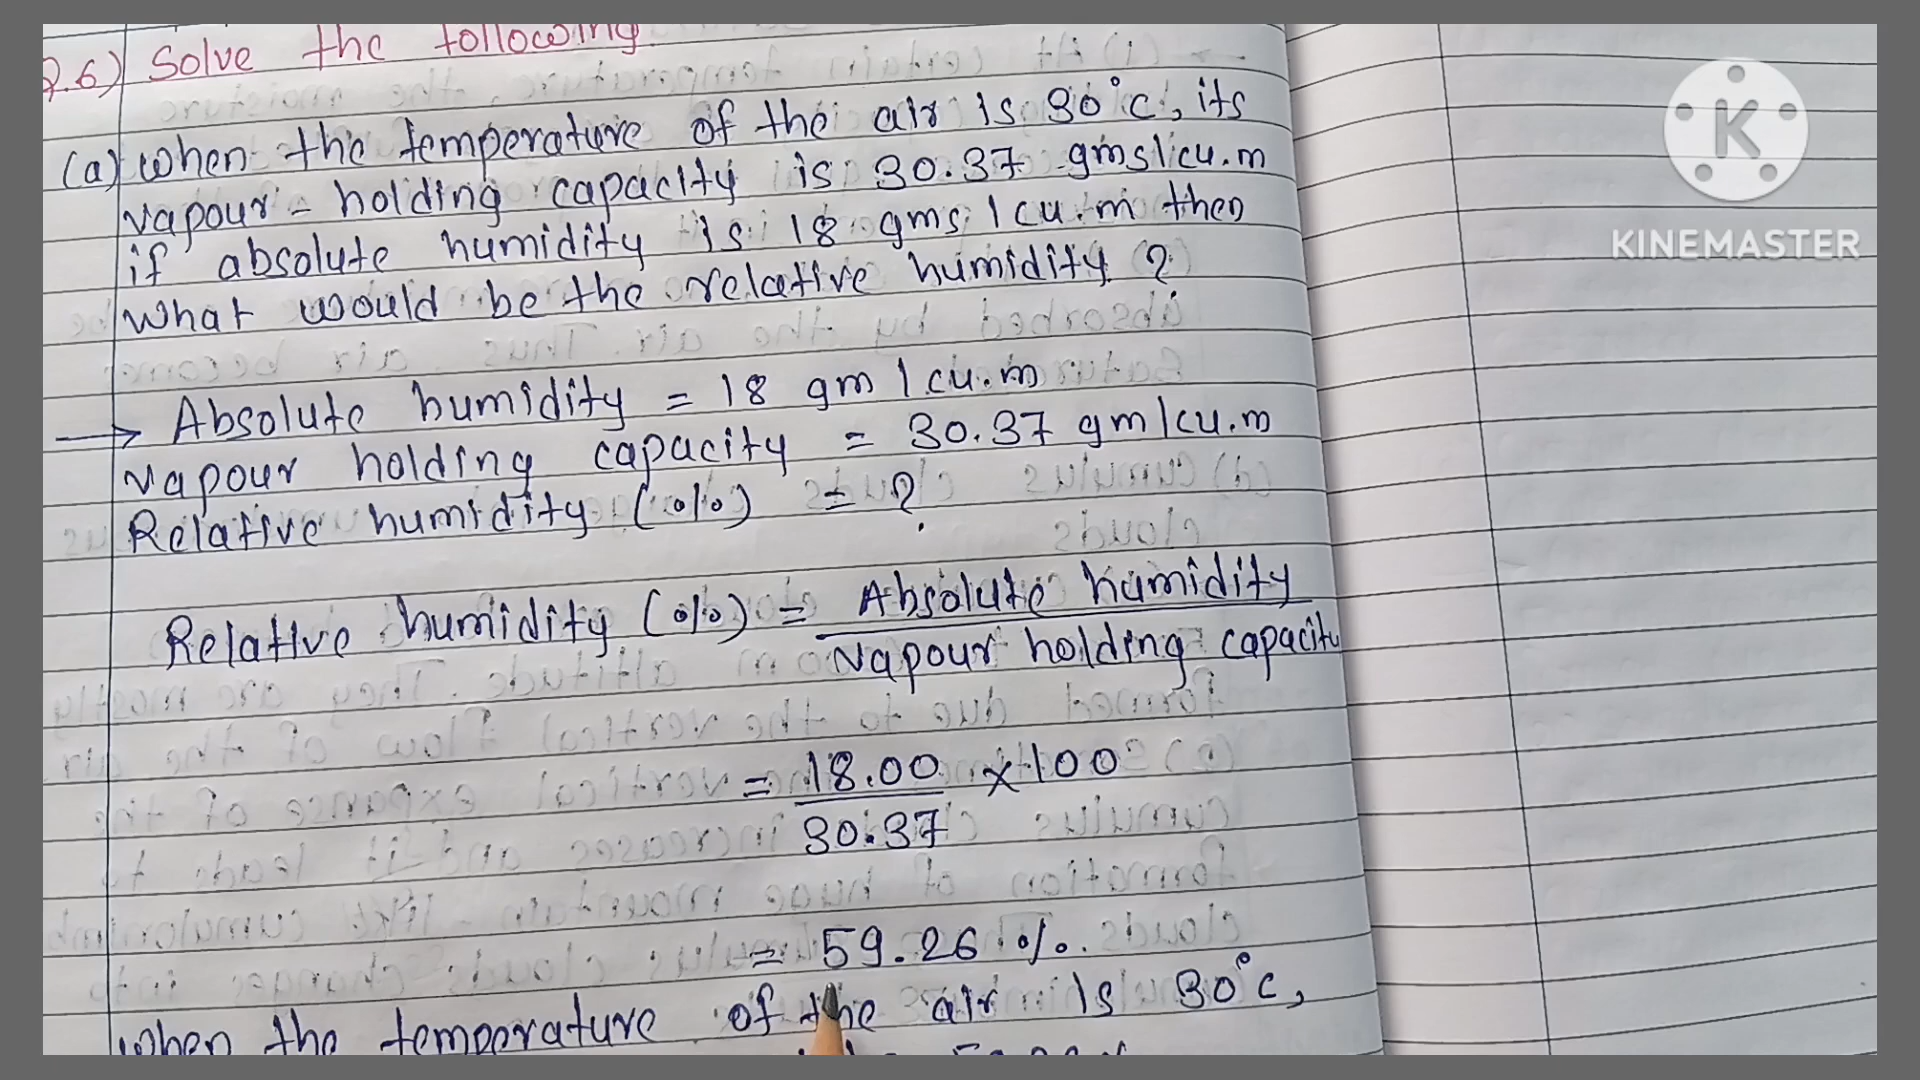 Q.6) Solve the following.
(a) When the temperature of the air is 30°c, its
vapour - holding capacity is 30.37 gms/cu.m
if absolute humidity is 18 gms/cu.m then
what would be the relative humidity ?
→ Absolute humidity = 18 gm/cu.m
vapour holding capacity = 30.37 gm/cu.m
Relative humidity (%) = ?
Relative humidity (%) = Absolute humidity
Vapour holding capacity
= 18.00 × 100
30.37
= 59.26 %.
When the temperature of the air is 30°c,
KINEMASTER